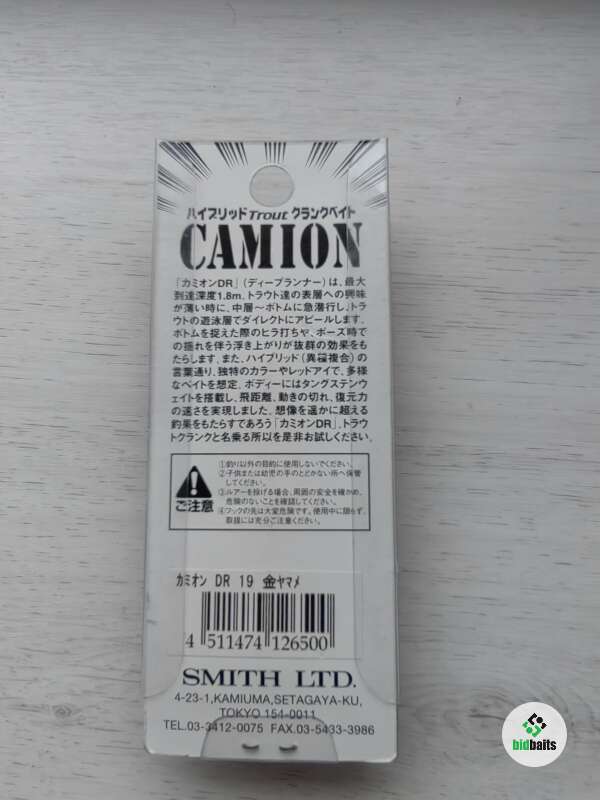 ハイブリッドTroutクランクベイト
CAMION
「カミオンDR」(ディープランナー)は、最大
到達深度1.8m、トラウト達の表層への興味
が薄い時に、中層〜ボトムに急潜行し、トラ
ウトの遊泳層でダイレクトにアピールします。
ボトムを捉えた際のヒラ打ちや、ポーズ時で
の揺れを伴う浮き上がりが抜群の効果をも
たらします。また、ハイブリッド(異種複合)の
言葉通り、独特のカラーやレッドアイで、多様
なベイトを想定、ボディーにはタングステンウ
ェイトを搭載し、飛距離、動きの切れ、復元力
の速さを実現しました。想像を遥かに超える
釣果をもたらすであろう「カミオンDR」、トラウ
トクランクと名乗る所以を是非お試しください。
ご注意
①釣り以外の目的に使用しないでください。
②子供または幼児の手のとどかない所へ保管
してください。
③ルアーを投げる場合、周囲の安全を確かめ、
危険のないことを確認してください。
④フックの先は大変危険です。使用中に限らず、
取扱には充分ご注意ください。
カミオン DR 19 金ヤマメ
4 511474 126500
SMITH LTD.
4-23-1,KAMIUMA,SETAGAYA-KU,
TOKYO 154-0011
TEL.03-3412-0075 FAX.03-5433-3986
bidbaits